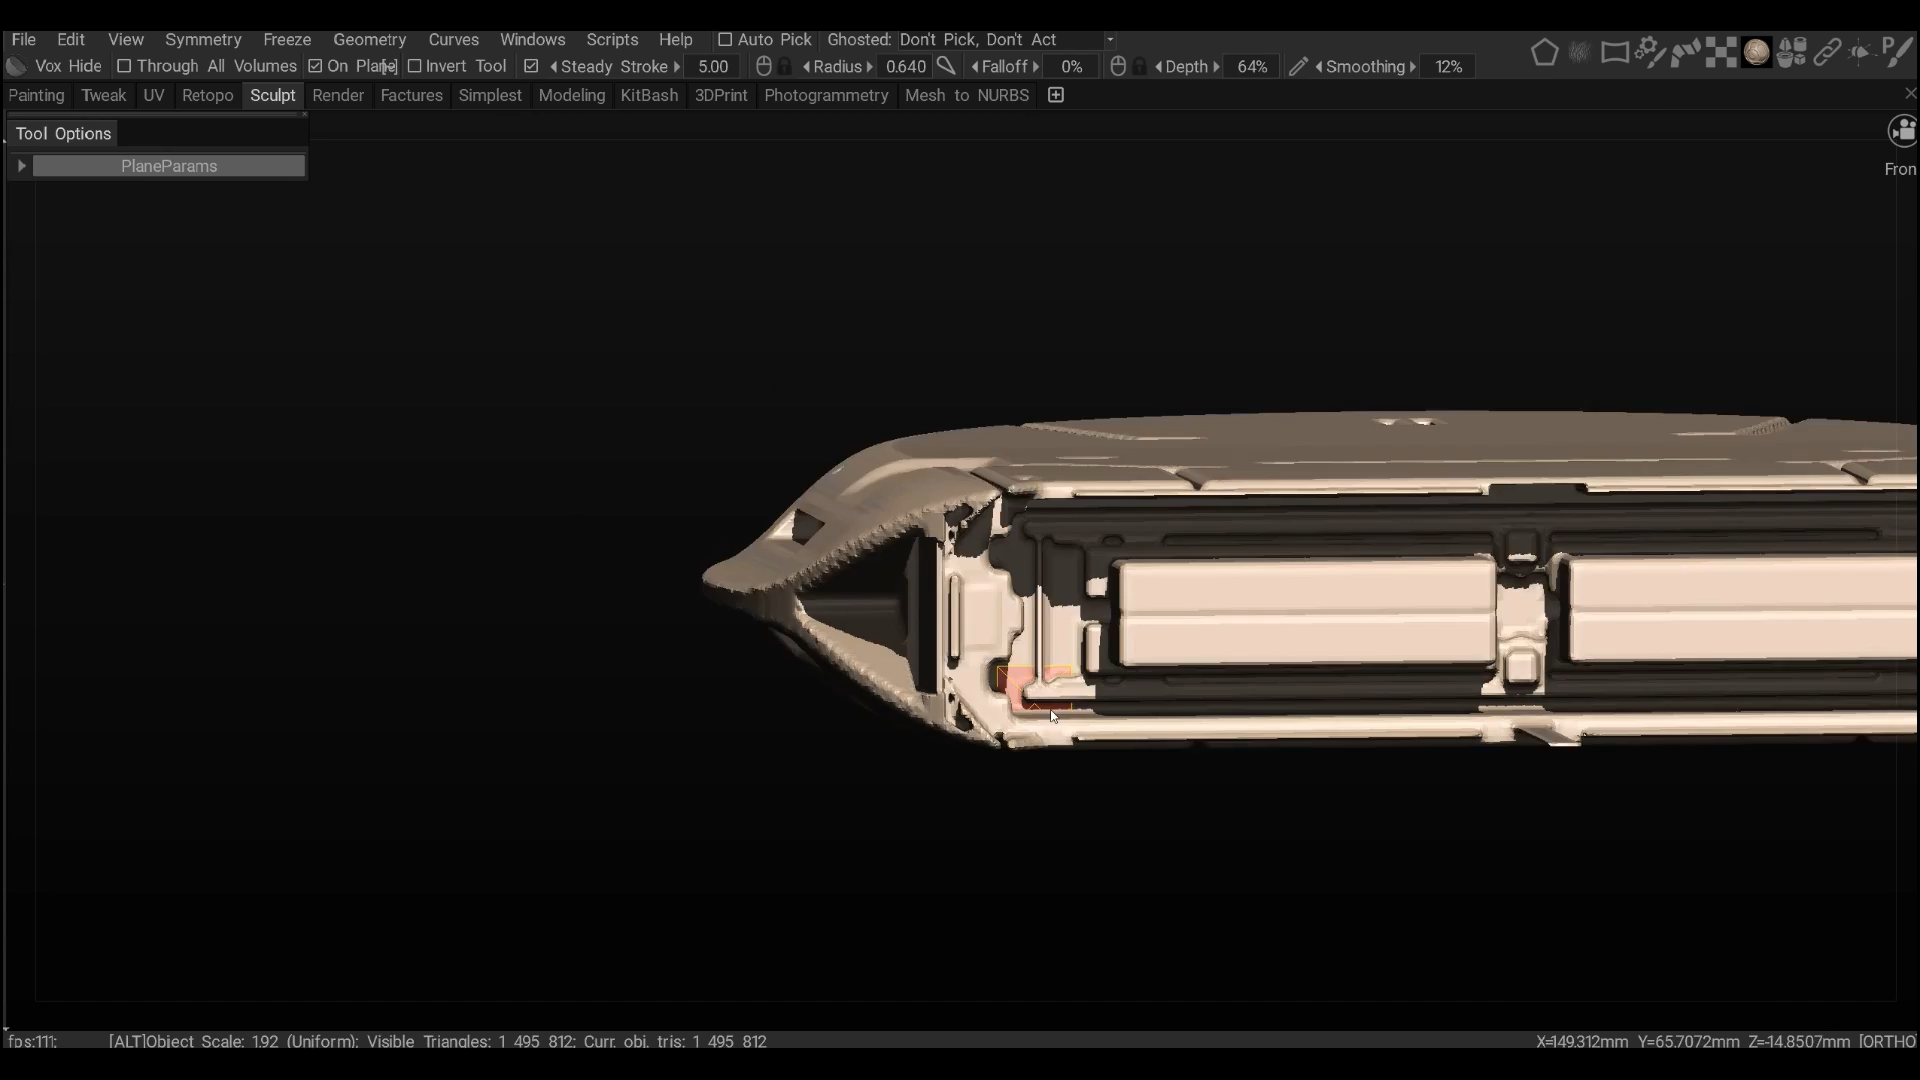 File Edit View Symmetry Freeze Geometry Curves Windows Scripts Help Auto Pick Ghosted: Don't Pick, Don't Act
Vox Hide Through All Volumes On Plane Invert Tool Steady Stroke 5.00 Radius 0.640 Falloff 0% Depth 64% Smoothing 12%
Painting Tweak UV Retopo Sculpt Render Factures Simplest Modeling KitBash 3DPrint Photogrammetry Mesh to NURBS
Tool Options
PlaneParams
Fron
fps:111; [ALT]Object Scale: 1.92 (Uniform); Visible Triangles: 1 495 812; Curr. obj. tris: 1 495 812 X=149.312mm Y=65.7072mm Z=-14.8507mm [ORTHO